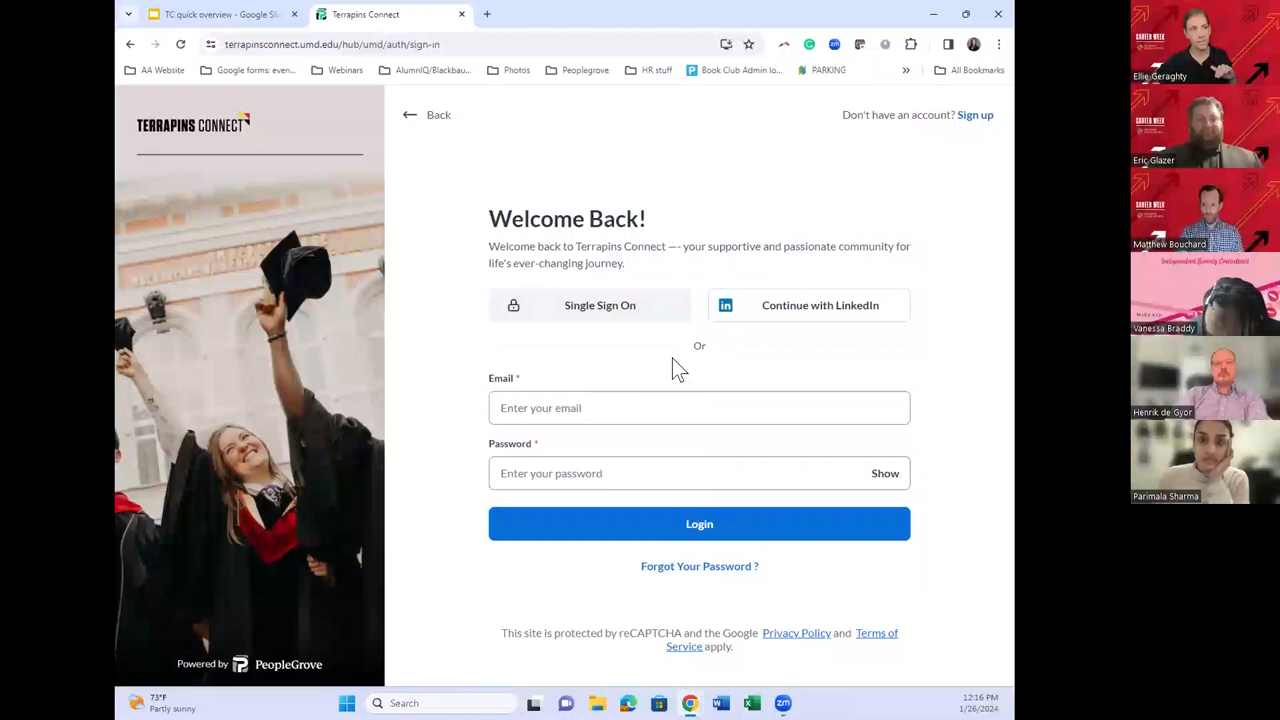 TC quick overview - Google Slid
Terrapins Connect
terrapinsconnect.umd.edu/hub/umd/auth/sign-in
AA Website
Google forms: even...
Webinars
AlumnIQ/Blackbau...
Photos
Peoplegrove
HR stuff
Book Club Admin lo...
PARKING
»
All Bookmarks
TERRAPINS CONNECT
Back
Don't have an account? Sign up
Welcome Back!
Welcome back to Terrapins Connect —- your supportive and passionate community for
life's ever-changing journey.
Single Sign On
Continue with LinkedIn
Or
Email *
Enter your email
Password *
Enter your password
Show
Login
Forgot Your Password ?
This site is protected by reCAPTCHA and the Google Privacy Policy and Terms of
Service apply.
Powered by PeopleGrove
73°F
Partly sunny
Search
12:16 PM
1/26/2024
CAREER WEEK
Ellie Geraghty
CAREER WEEK
Eric Glazer
CAREER WEEK
Matthew Bouchard
Independent Beauty Consultant
Vanessa Braddy
Henrik de Gyor
Parimala Sharma